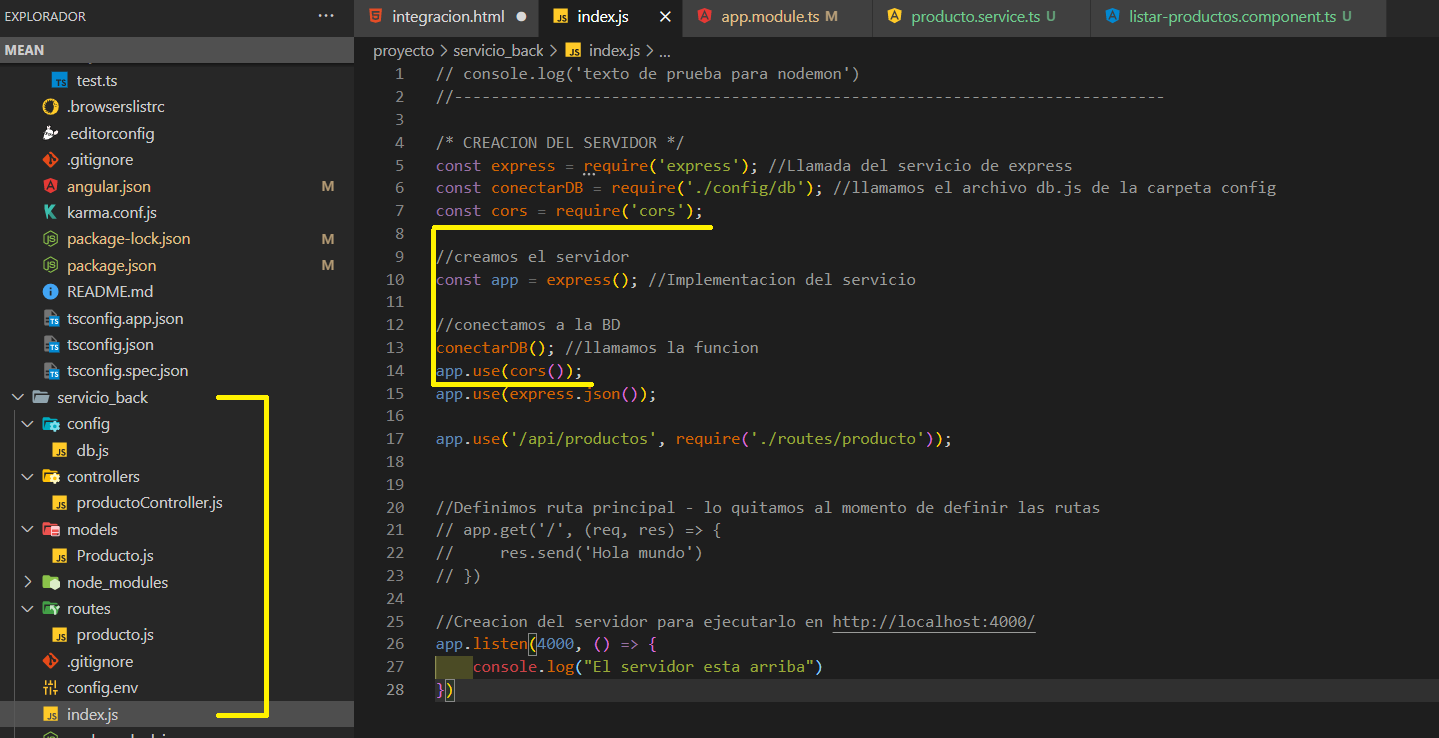 EXPLORADOR
MEAN
test.ts
.browserslistrc
.editorconfig
.gitignore
angular.json M
karma.conf.js
package-lock.json M
package.json M
README.md
tsconfig.app.json
tsconfig.json
tsconfig.spec.json
servicio_back
config
db.js
controllers
productoController.js
models
Producto.js
node_modules
routes
producto.js
.gitignore
config.env
index.js
integracion.html
index.js
app.module.ts M
producto.service.ts U
listar-productos.component.ts U
proyecto > servicio_back > index.js > ...
1 // console.log('texto de prueba para nodemon')
2 //-----------------------------------------------------------------------------
3
4 /* CREACION DEL SERVIDOR */
5 const express = require('express'); //Llamada del servicio de express
6 const conectarDB = require('./config/db'); //llamamos el archivo db.js de la carpeta config
7 const cors = require('cors');
8
9 //creamos el servidor
10 const app = express(); //Implementacion del servicio
11
12 //conectamos a la BD
13 conectarDB(); //llamamos la funcion
14 app.use(cors());
15 app.use(express.json());
16
17 app.use('/api/productos', require('./routes/producto'));
18
19
20 //Definimos ruta principal - lo quitamos al momento de definir las rutas
21 // app.get('/', (req, res) => {
22 //     res.send('Hola mundo')
23 // })
24
25 //Creacion del servidor para ejecutarlo en http://localhost:4000/
26 app.listen(4000, () => {
27     console.log("El servidor esta arriba")
28 })